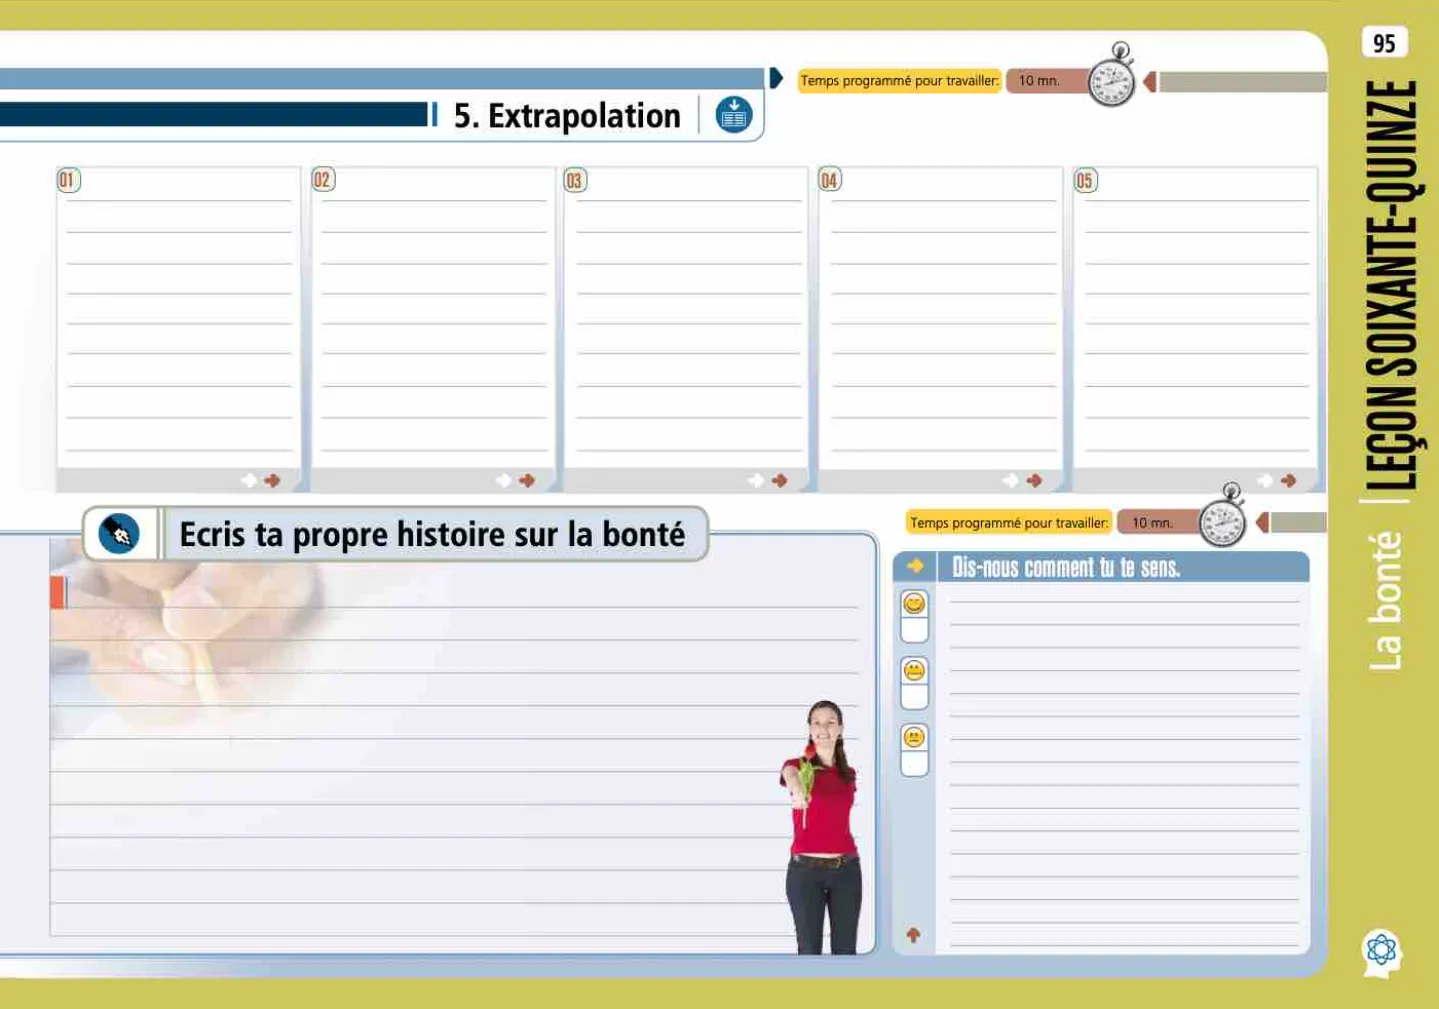 95
Temps programmé pour travailler:
10 mn.
5. Extrapolation
01
02
03
04
05
LEÇON SOIXANTE-QUINZE
La bonté
Temps programmé pour travailler:
10 mn.
Ecris ta propre histoire sur la bonté
Dis-nous comment tu te sens.